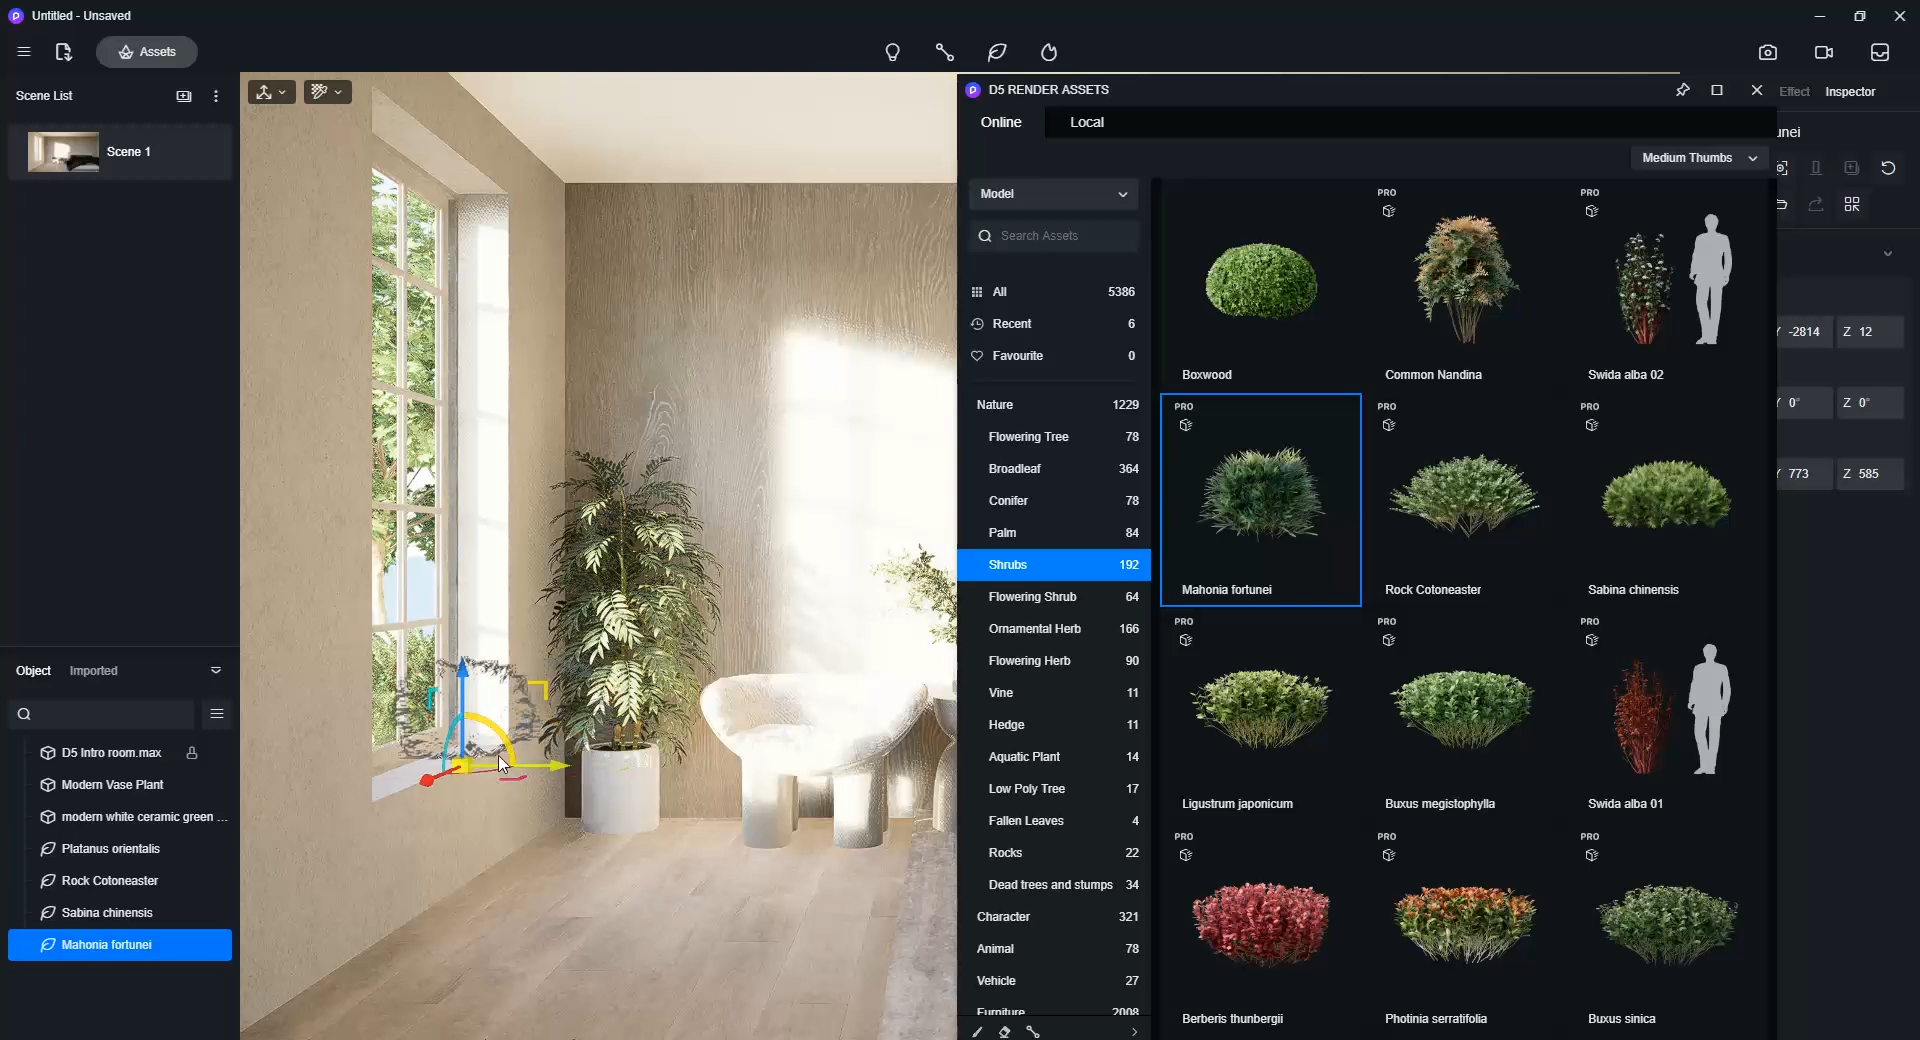 Untitled - Unsaved
Assets
Scene List
Scene 1
Object
Imported
D5 Intro room.max
Modern Vase Plant
modern white ceramic green ...
Platanus orientalis
Rock Cotoneaster
Sabina chinensis
Mahonia fortunei
D5 RENDER ASSETS
Online
Local
Medium Thumbs
Model
Search Assets
All 5386
Recent 6
Favourite 0
Nature 1229
Flowering Tree 78
Broadleaf 364
Conifer 78
Palm 84
Shrubs 192
Flowering Shrub 64
Ornamental Herb 166
Flowering Herb 90
Vine 11
Hedge 11
Aquatic Plant 14
Low Poly Tree 17
Fallen Leaves 4
Rocks 22
Dead trees and stumps 34
Character 321
Animal 78
Vehicle 27
Furniture 2008
PRO PRO
Boxwood Common Nandina Swida alba 02
PRO PRO PRO
Mahonia fortunei Rock Cotoneaster Sabina chinensis
PRO PRO PRO
Ligustrum japonicum Buxus megistophylla Swida alba 01
PRO PRO PRO
Berberis thunbergii Photinia serratifolia Buxus sinica
Effect Inspector
unei
-2814 Z 12
0° Z 0°
773 Z 585